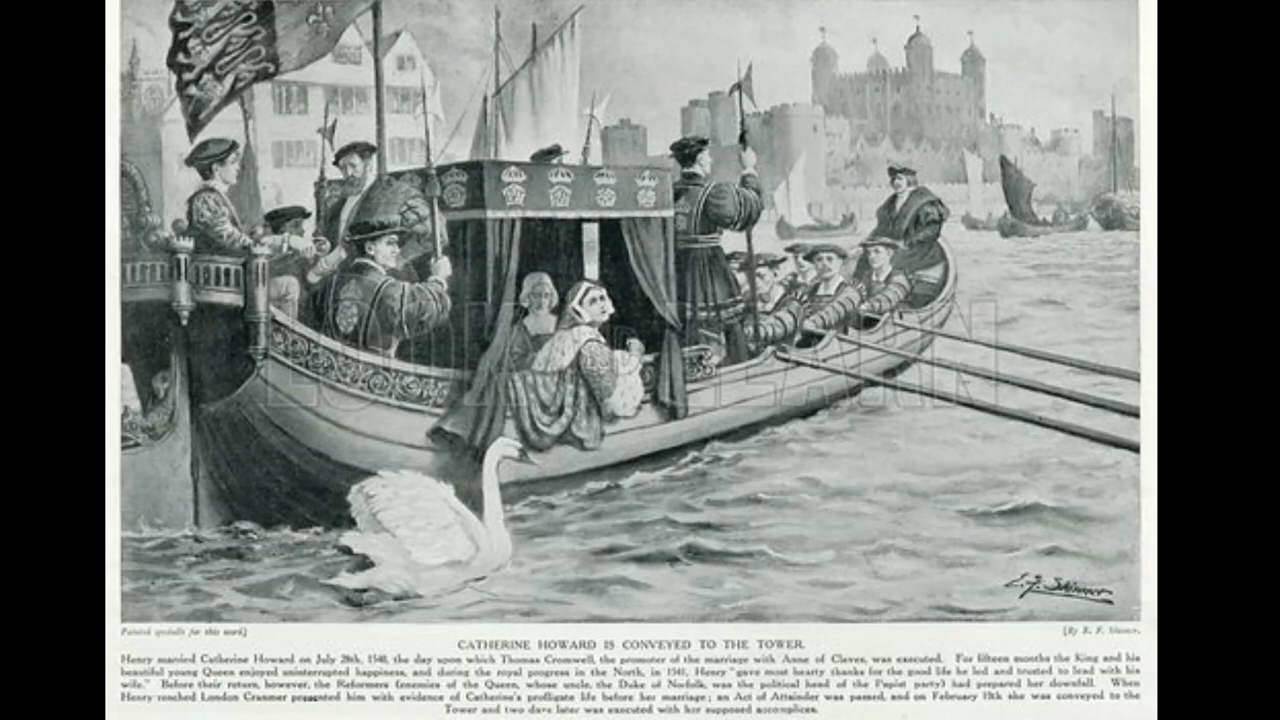 LOOK AND LEARN
E. F. Skinner
Painted specially for this work]
[By E. F. Skinner.
CATHERINE HOWARD IS CONVEYED TO THE TOWER.
Henry married Catherine Howard on July 28th, 1540, the day upon which Thomas Cromwell, the promoter of the marriage with Anne of Cleves, was executed. For fifteen months the King and his
beautiful young Queen enjoyed uninterrupted happiness, and during the royal progress in the North, in 1541, Henry "gave most hearty thanks for the good life he led and trusted to lead with his
wife." Before their return, however, the Reformers (enemies of the Queen, whose uncle, the Duke of Norfolk, was the political head of the Papist party) had prepared her downfall. When
Henry reached London Cranmer presented him with evidence of Catherine's profligate life before her marriage; an Act of Attainder was passed, and on February 10th she was conveyed to the
Tower and two days later was executed with her supposed accomplices.